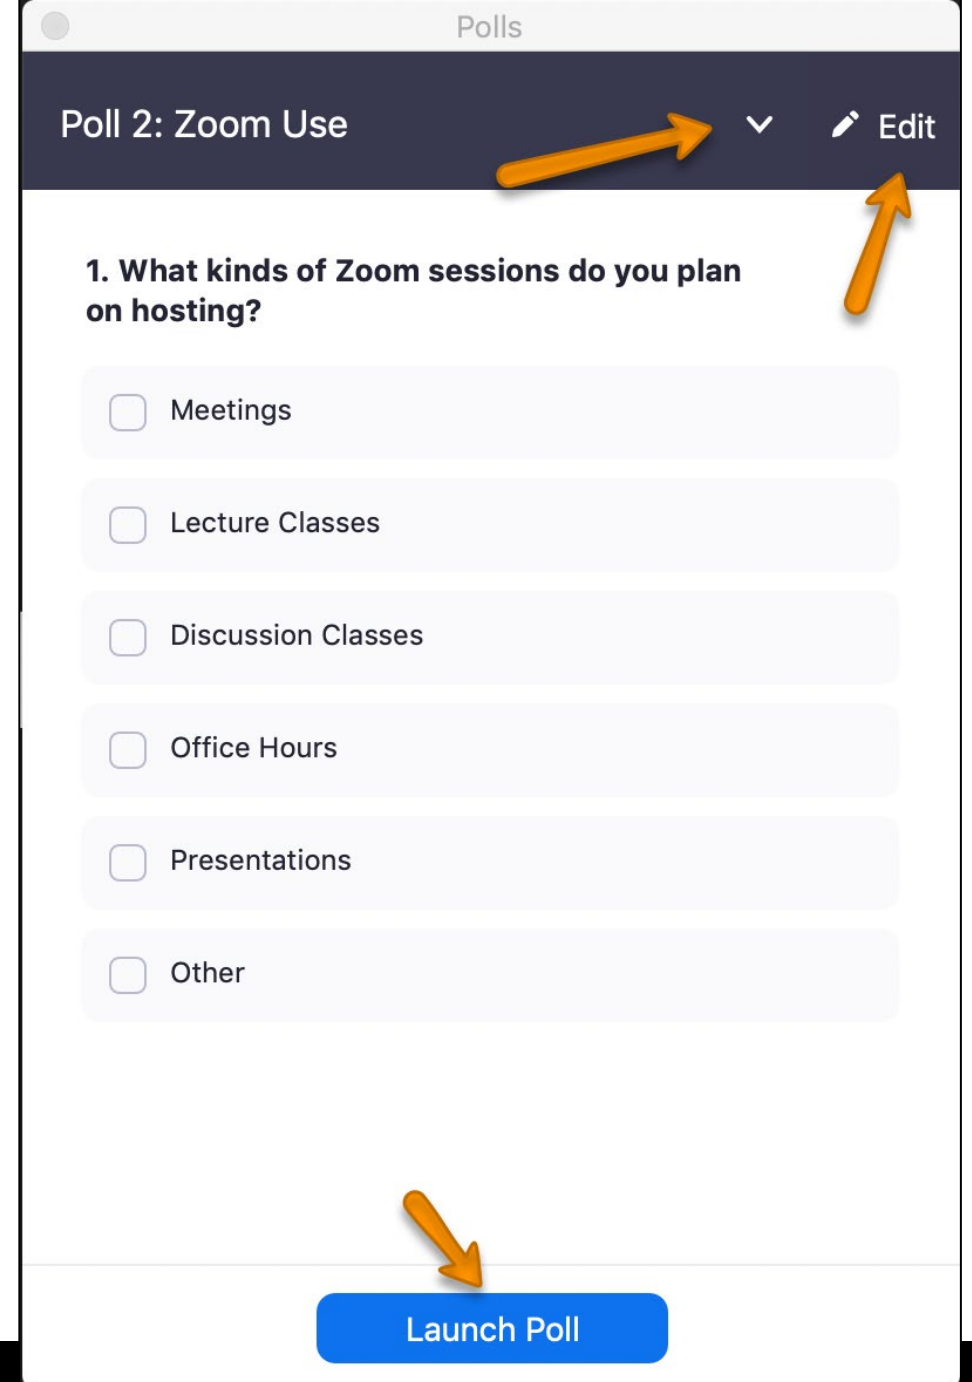 Polls
Poll 2: Zoom Use
Edit
1. What kinds of Zoom sessions do you plan
on hosting?
Meetings
Lecture Classes
Discussion Classes
Office Hours
Presentations
Other
Launch Poll